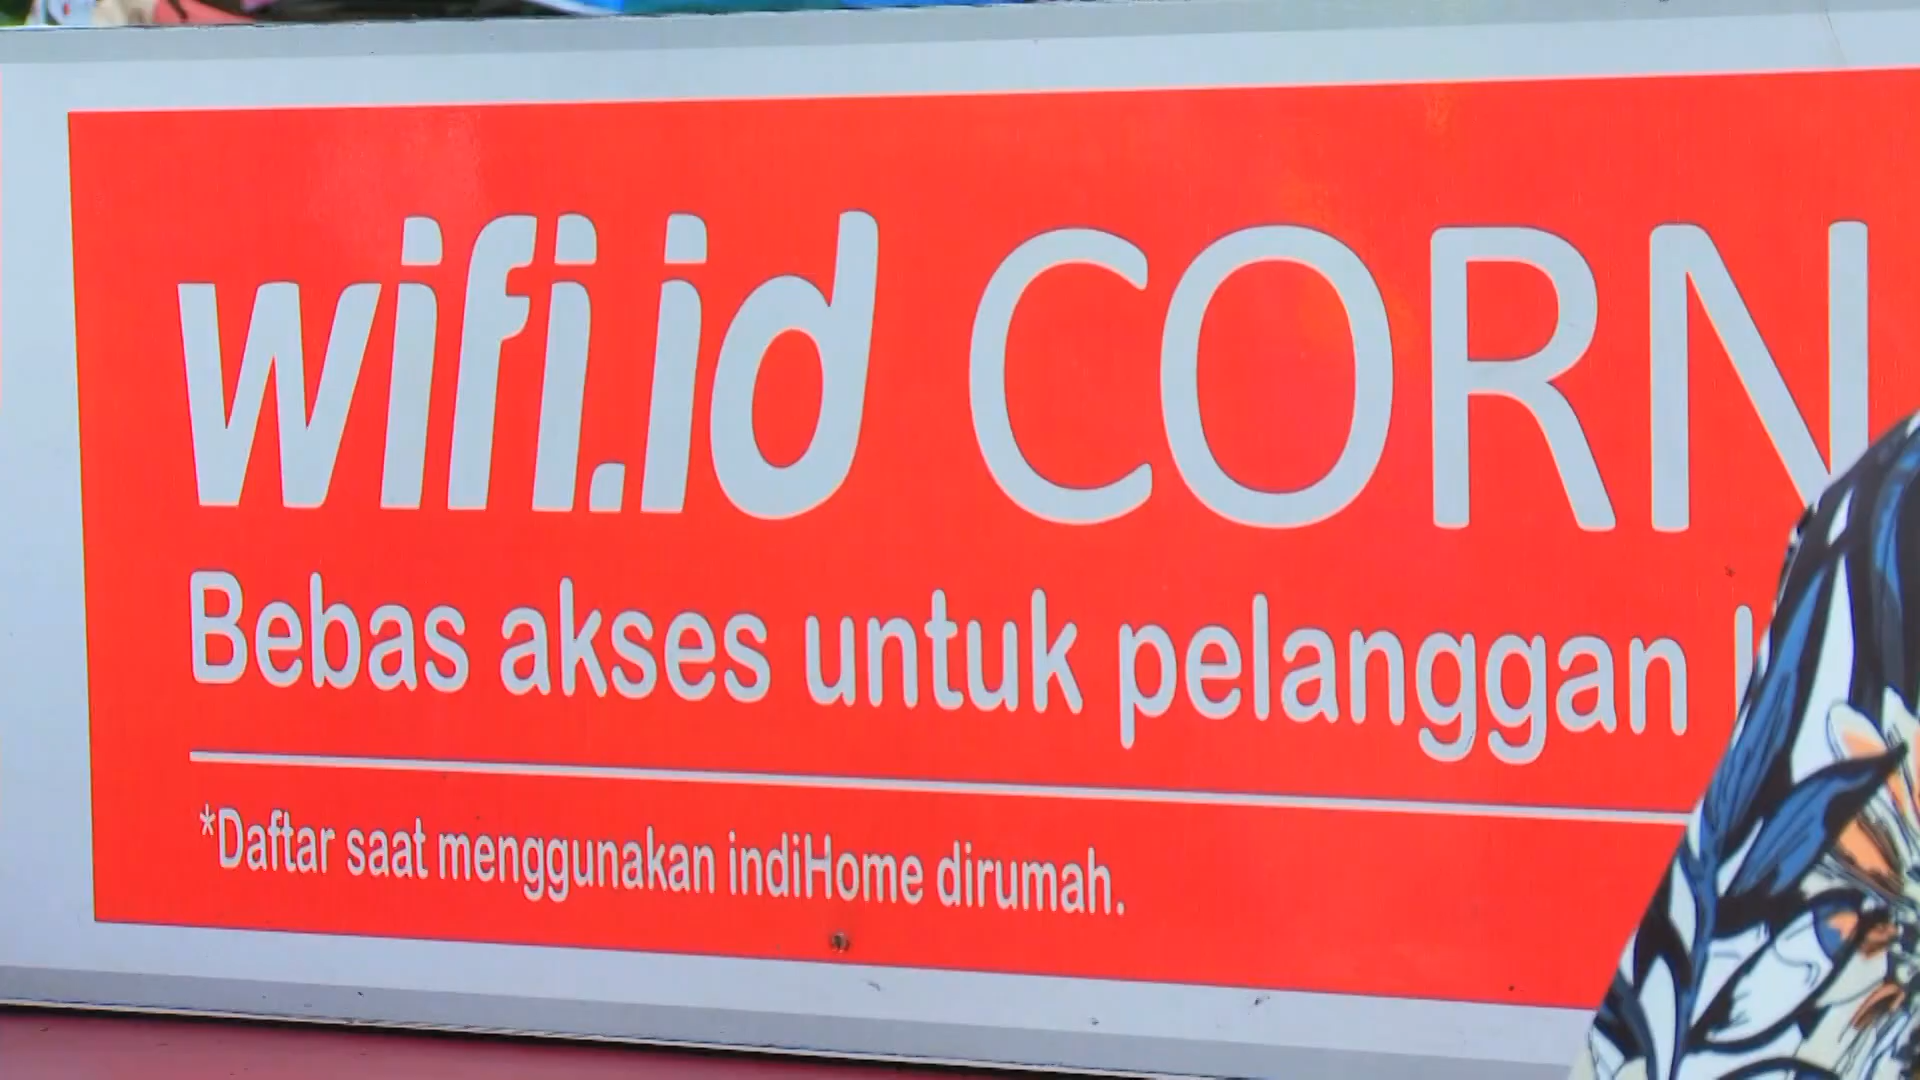 wifi.id CORN
Bebas akses untuk pelanggan
*Daftar saat menggunakan indiHome dirumah.